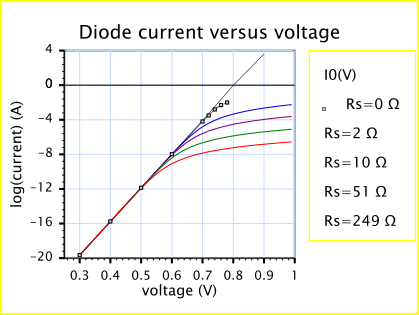 Diode current versus voltage
log(current) (A)
4
0
−4
−8
−12
−16
−20
0.3 0.4 0.5 0.6 0.7 0.8 0.9 1
voltage (V)
I0(V)
Rs=0 Ω
Rs=2 Ω
Rs=10 Ω
Rs=51 Ω
Rs=249 Ω